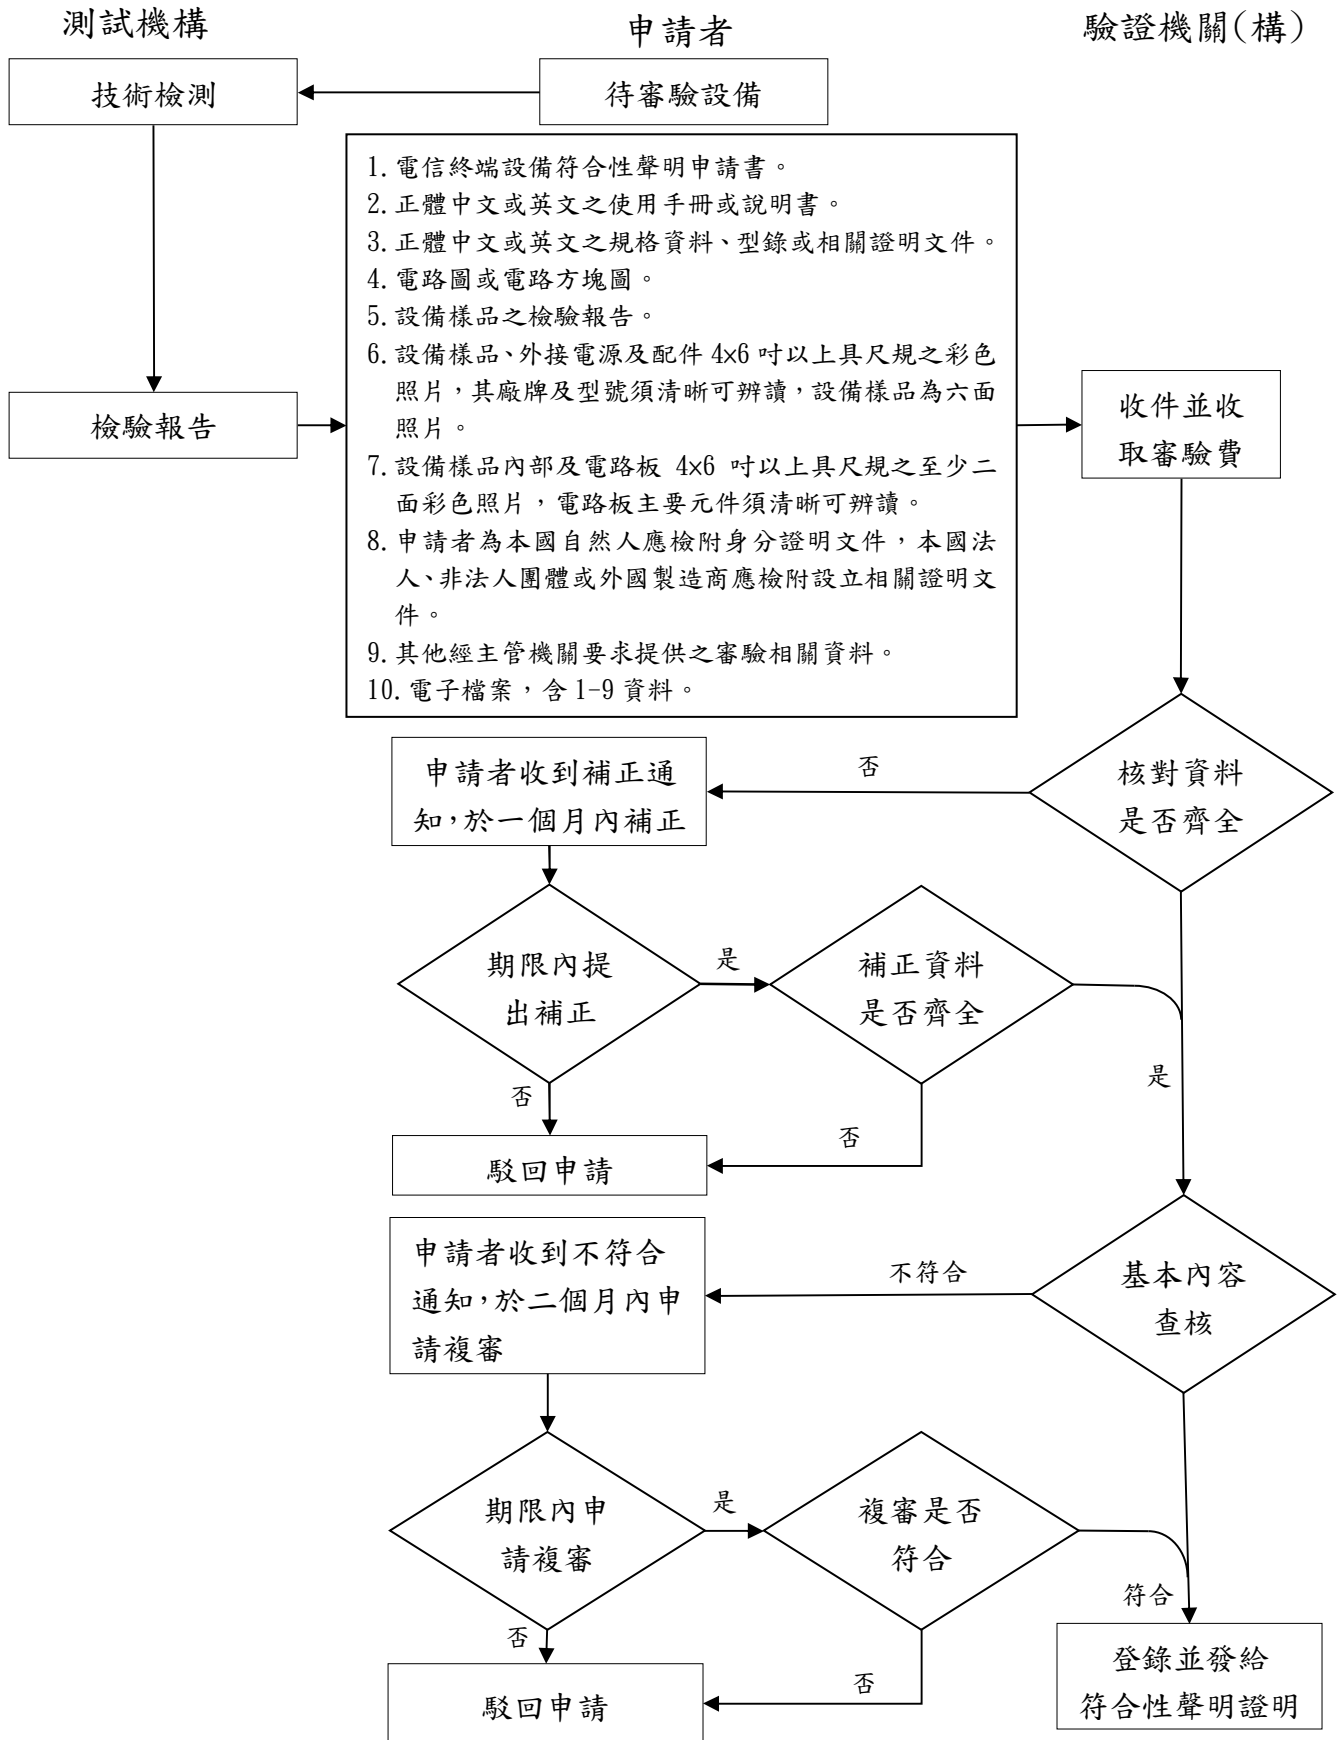 測試機構
申請者
驗證機關(構)
技術檢測
待審驗設備
1.電信終端設備符合性聲明申請書。
2.正體中文或英文之使用手冊或說明書。
3.正體中文或英文之規格資料、型錄或相關證明文件。
4.電路圖或電路方塊圖。
5.設備樣品之檢驗報告。
6.設備樣品、外接電源及配件 4×6 吋以上具尺規之彩色
照片，其廠牌及型號須清晰可辨讀，設備樣品為六面
照片。
7.設備樣品內部及電路板 4×6 吋以上具尺規之至少二
面彩色照片，電路板主要元件須清晰可辨讀。
8.申請者為本國自然人應檢附身分證明文件，本國法
人、非法人團體或外國製造商應檢附設立相關證明文
件。
9.其他經主管機關要求提供之審驗相關資料。
10.電子檔案，含 1-9 資料。
檢驗報告
收件並收
取審驗費
申請者收到補正通
知，於一個月內補正
否
核對資料
是否齊全
期限內提
出補正
是
補正資料
是否齊全
是
否
否
駁回申請
申請者收到不符合
通知，於二個月內申
請複審
不符合
基本內容
查核
期限內申
請複審
是
複審是否
符合
符合
否
否
駁回申請
登錄並發給
符合性聲明證明